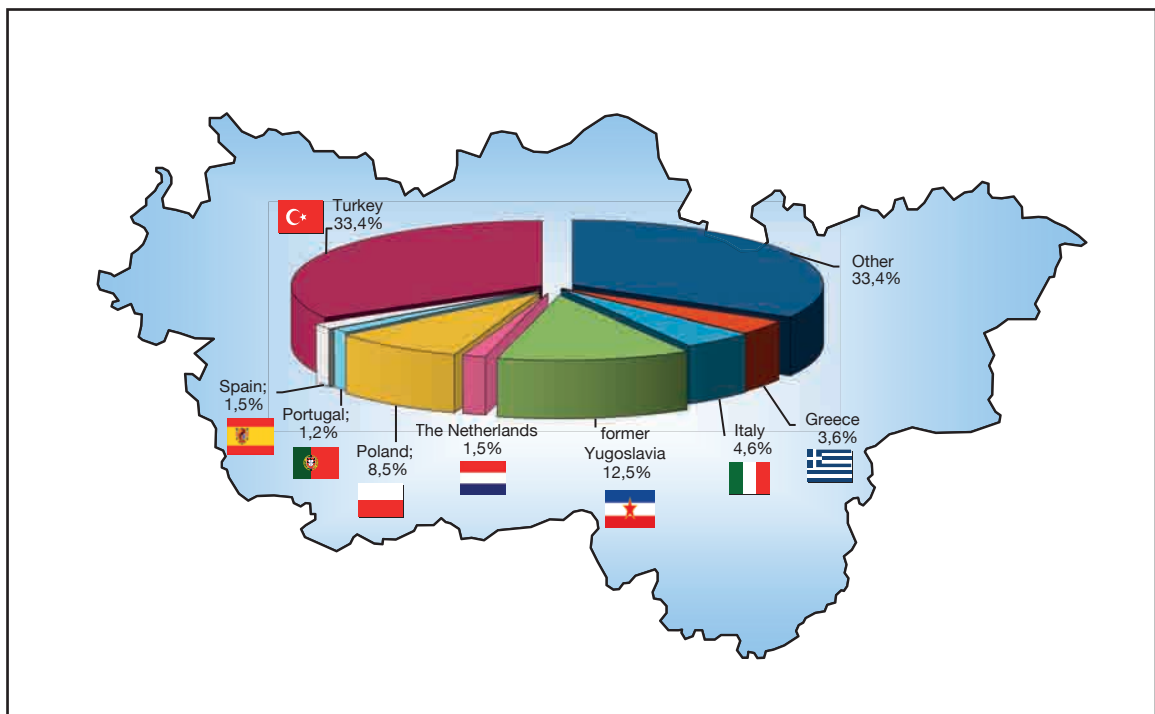 Turkey
33,4%
Other
33,4%
Spain;
1,5%
Portugal;
1,2%
Poland;
8,5%
The Netherlands
1,5%
former
Yugoslavia
12,5%
Italy
4,6%
Greece
3,6%